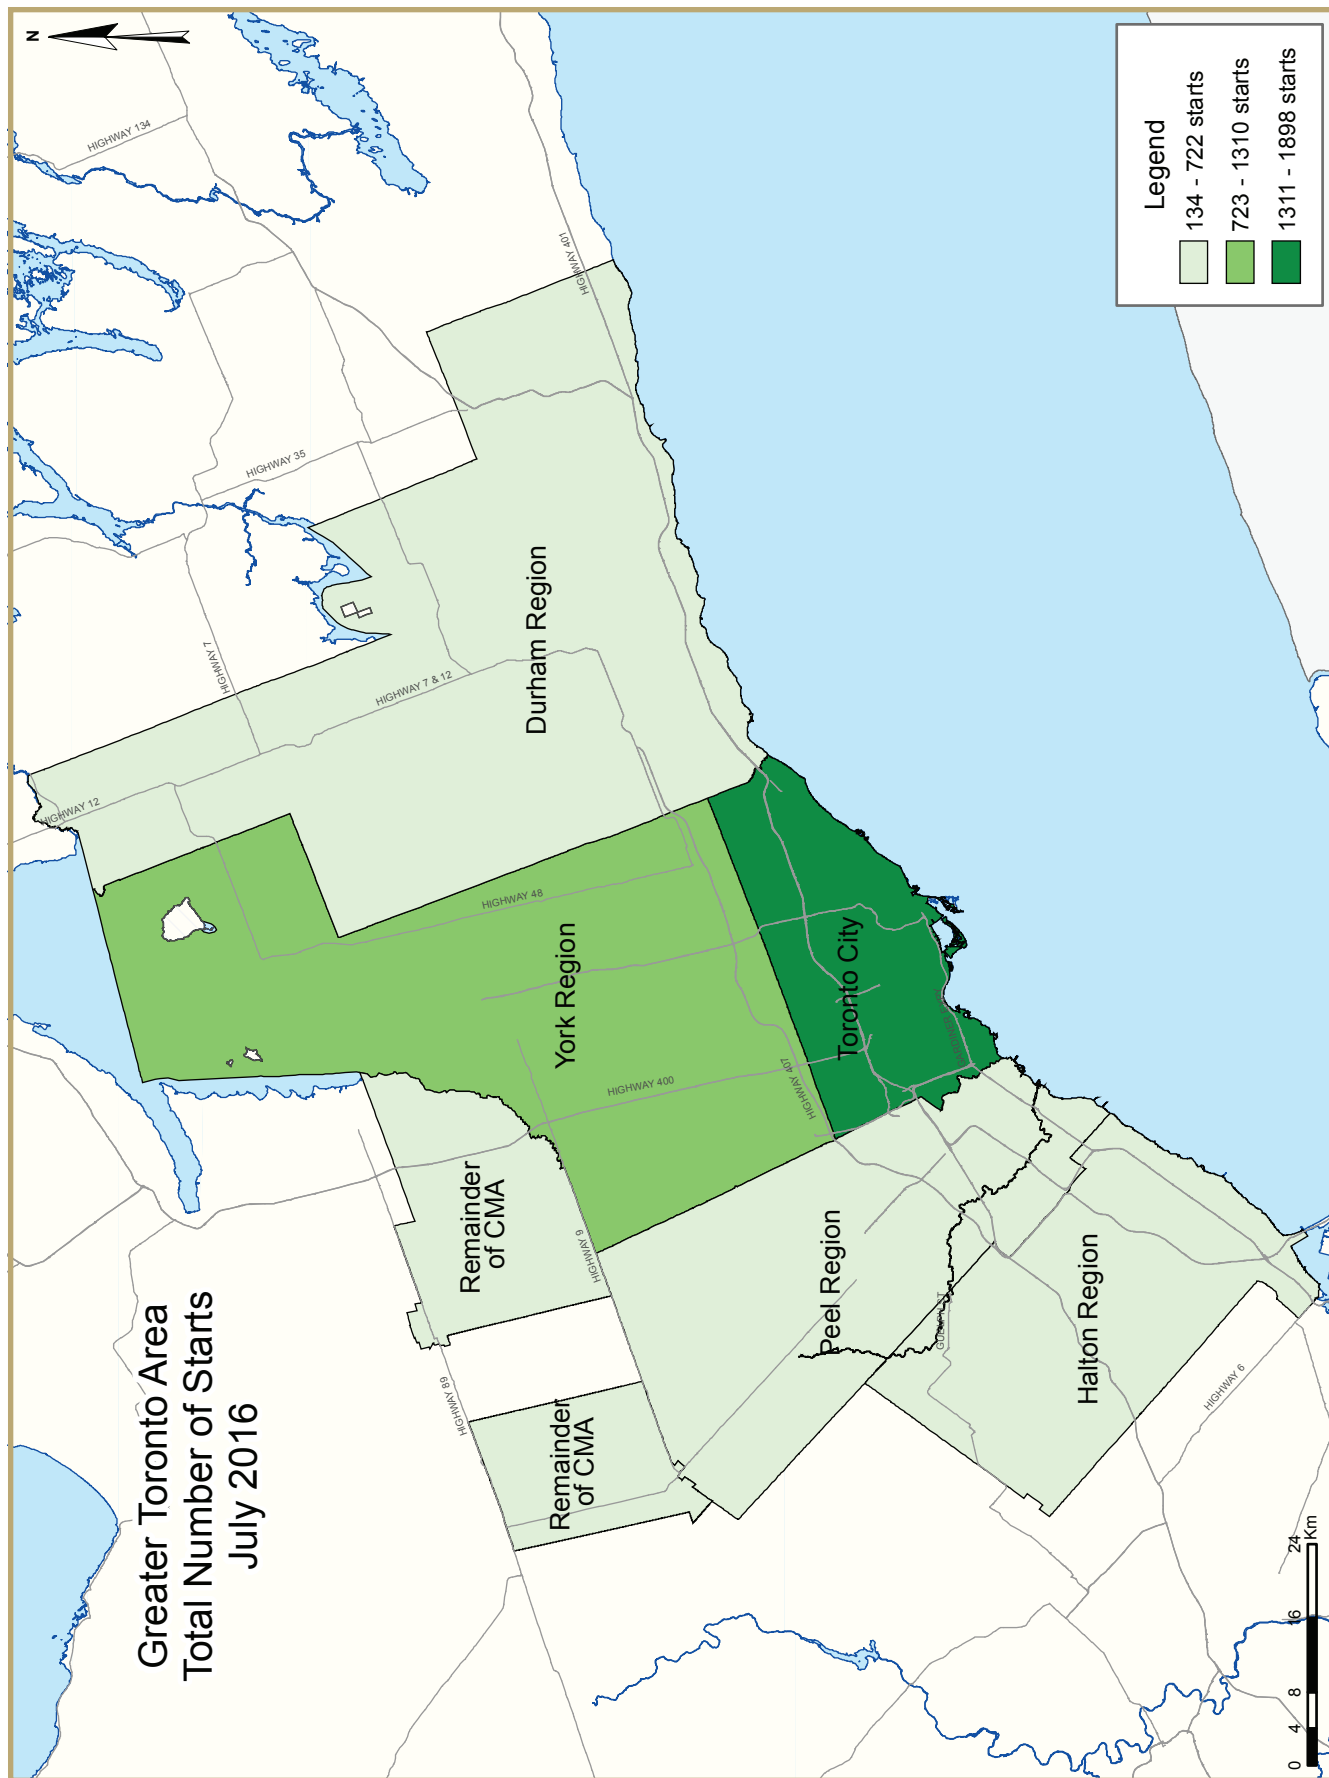 Greater Toronto Area
Total Number of Starts
July 2016
N
HIGHWAY 134
HIGHWAY 401
HIGHWAY 35
HIGHWAY 7
HIGHWAY 7 & 12
HIGHWAY 12
HIGHWAY 48
HIGHWAY 400
HIGHWAY 407
HIGHWAY 9
HIGHWAY 89
HIGHWAY 6
Durham Region
York Region
Toronto City
Remainder
of CMA
Remainder
of CMA
Peel Region
Halton Region
Legend
134 - 722 starts
723 - 1310 starts
1311 - 1898 starts
0 4 8 16 24
Km